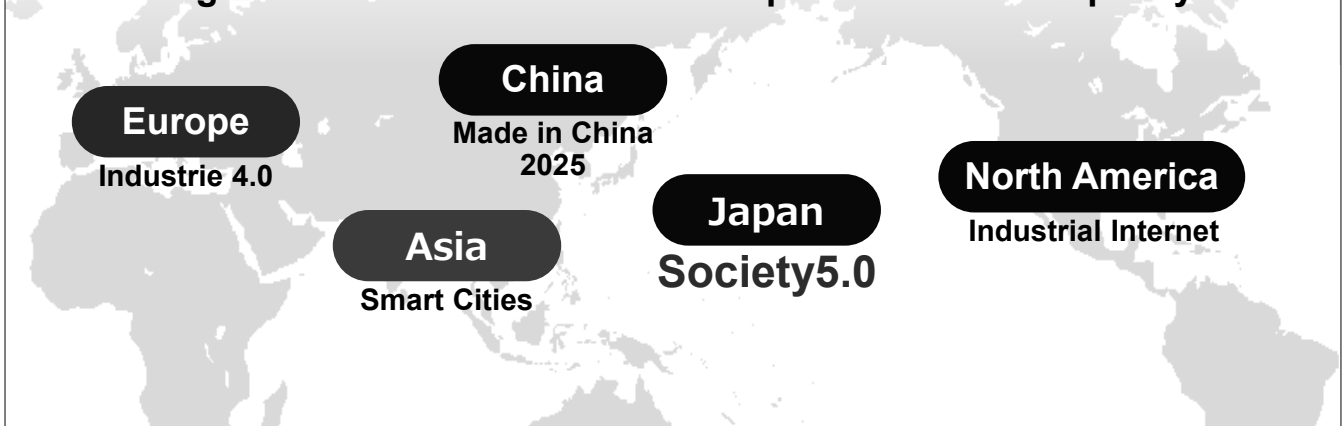 Europe
Industrie 4.0
China
Made in China
2025
Asia
Smart Cities
Japan
Society5.0
North America
Industrial Internet